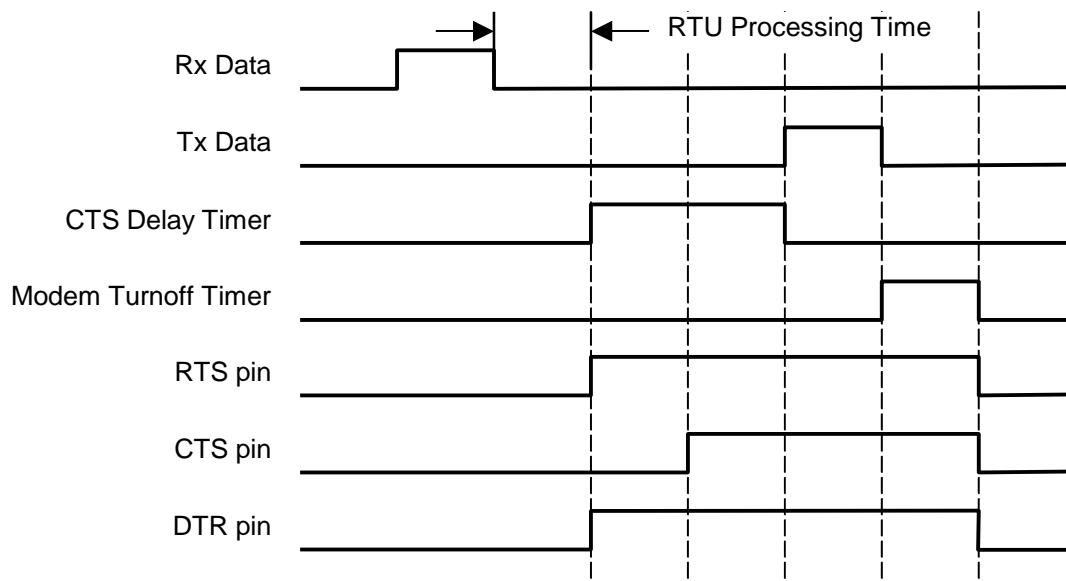 RTU Processing Time
Rx Data
Tx Data
CTS Delay Timer
Modem Turnoff Timer
RTS pin
CTS pin
DTR pin